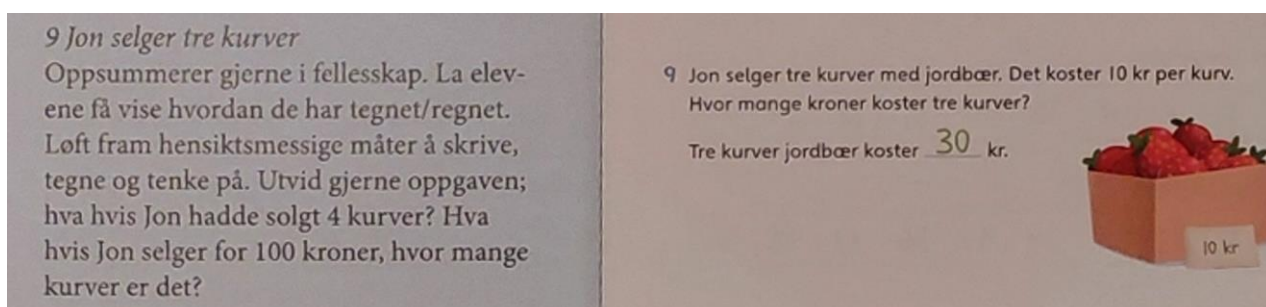 9 Jon selger tre kurver
Oppsummerer gjerne i fellesskap. La elev-
ene få vise hvordan de har tegnet/regnet.
Løft fram hensiktsmessige måter å skrive,
tegne og tenke på. Utvid gjerne oppgaven;
hva hvis Jon hadde solgt 4 kurver? Hva
hvis Jon selger for 100 kroner, hvor mange
kurver er det?
9 Jon selger tre kurver med jordbær. Det koster 10 kr per kurv.
Hvor mange kroner koster tre kurver?
Tre kurver jordbær koster 30 kr.
10 kr